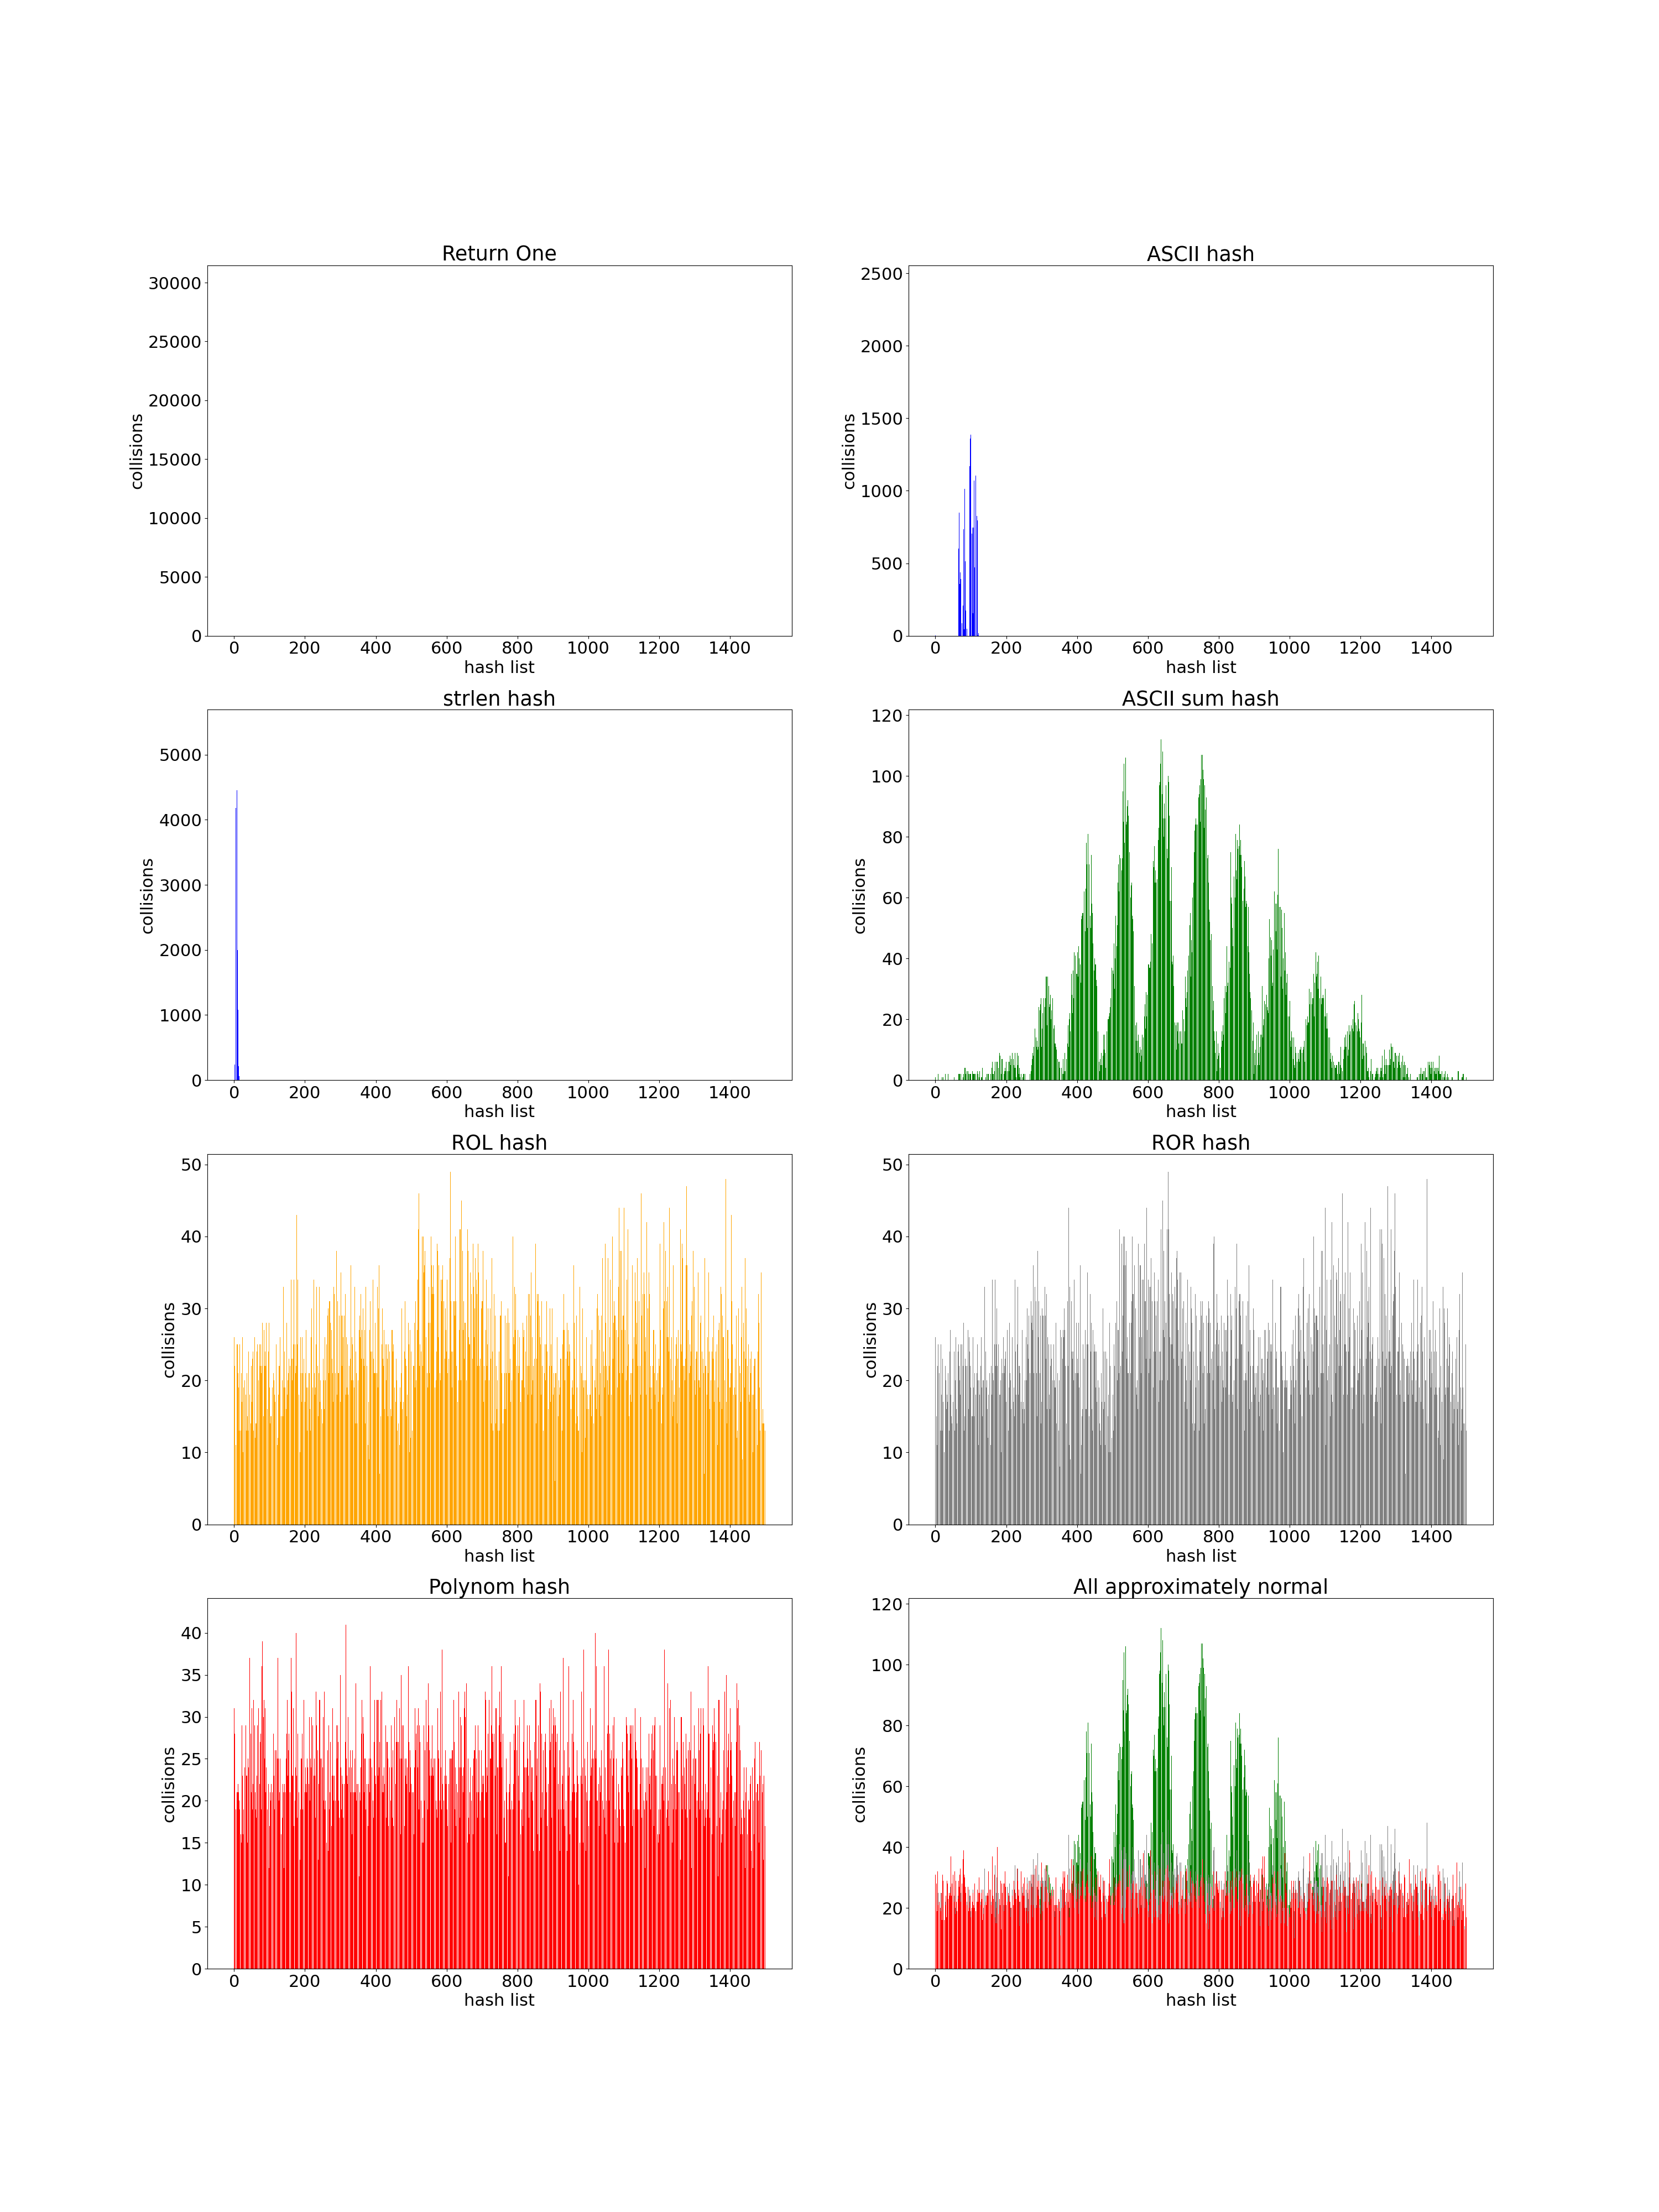 Return One
30000
25000
20000
15000
10000
5000
0
collisions
0 200 400 600 800 1000 1200 1400
hash list
ASCII hash
2500
2000
1500
1000
500
0
collisions
0 200 400 600 800 1000 1200 1400
hash list
strlen hash
5000
4000
3000
2000
1000
0
collisions
0 200 400 600 800 1000 1200 1400
hash list
ASCII sum hash
120
100
80
60
40
20
0
collisions
0 200 400 600 800 1000 1200 1400
hash list
ROL hash
50
40
30
20
10
0
collisions
0 200 400 600 800 1000 1200 1400
hash list
ROR hash
50
40
30
20
10
0
collisions
0 200 400 600 800 1000 1200 1400
hash list
Polynom hash
40
35
30
25
20
15
10
5
0
collisions
0 200 400 600 800 1000 1200 1400
hash list
All approximately normal
120
100
80
60
40
20
0
collisions
0 200 400 600 800 1000 1200 1400
hash list